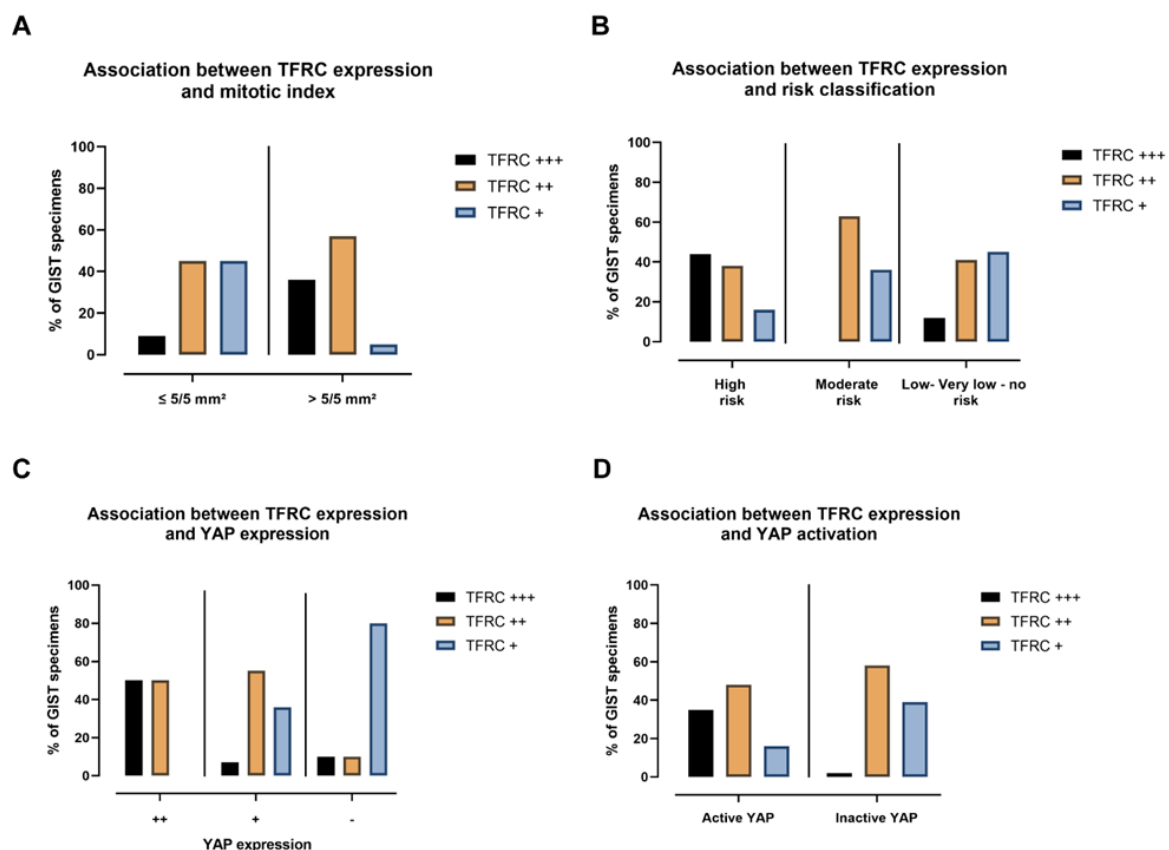 A
Association between TFRC expression
and mitotic index
100
80
60
40
20
0
% of GIST specimens
≤ 5/5 mm²
> 5/5 mm²
TFRC +++
TFRC ++
TFRC +
B
Association between TFRC expression
and risk classification
100
80
60
40
20
0
% of GIST specimens
High
risk
Moderate
risk
Low- Very low - no
risk
TFRC +++
TFRC ++
TFRC +
C
Association between TFRC expression
and YAP expression
100
80
60
40
20
0
% of GIST specimens
++
+
-
YAP expression
TFRC +++
TFRC ++
TFRC +
D
Association between TFRC expression
and YAP activation
100
80
60
40
20
0
% of GIST specimens
Active YAP
Inactive YAP
TFRC +++
TFRC ++
TFRC +